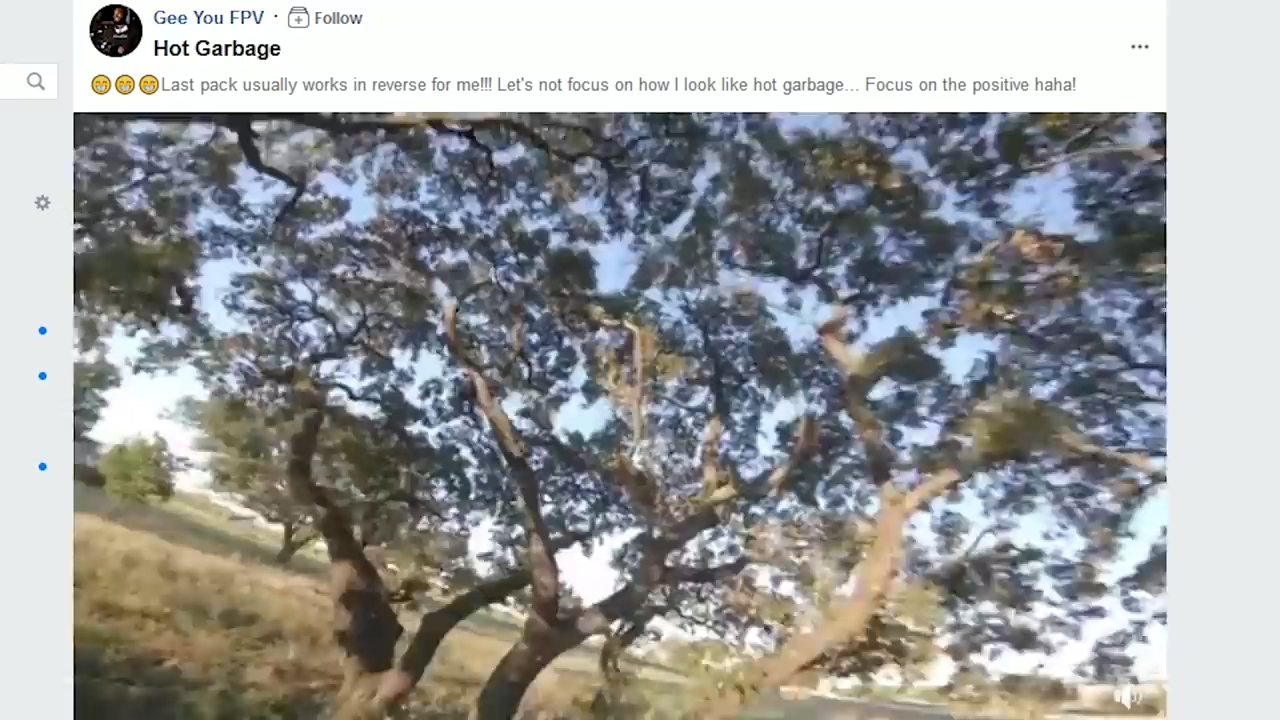 Gee You FPV · Follow
Hot Garbage
😁😁😁Last pack usually works in reverse for me!!! Let's not focus on how I look like hot garbage... Focus on the positive haha!